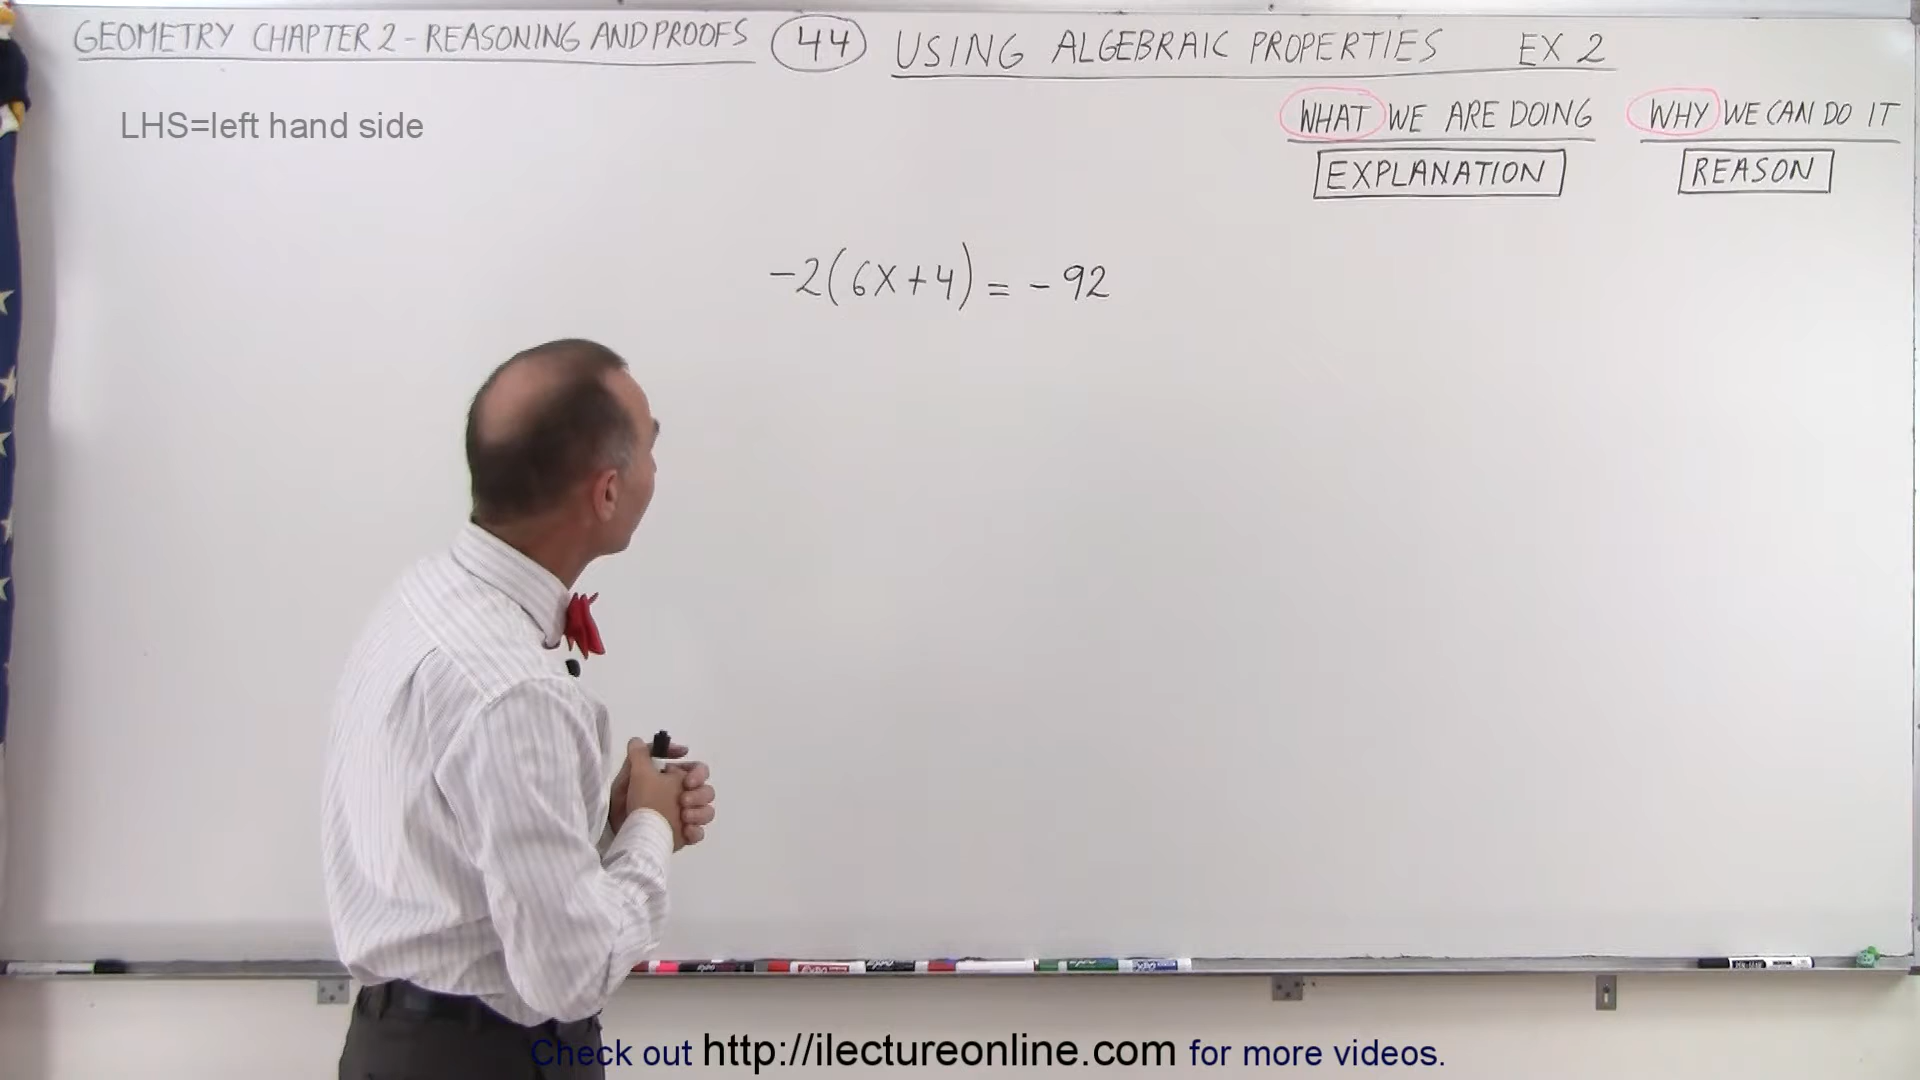 GEOMETRY CHAPTER 2 - REASONING AND PROOFS 44 USING ALGEBRAIC PROPERTIES EX 2
LHS=left hand side
WHAT WE ARE DOING WHY WE CAN DO IT
EXPLANATION REASON
-2(6X+4) = -92
Check out http://ilectureonline.com for more videos.